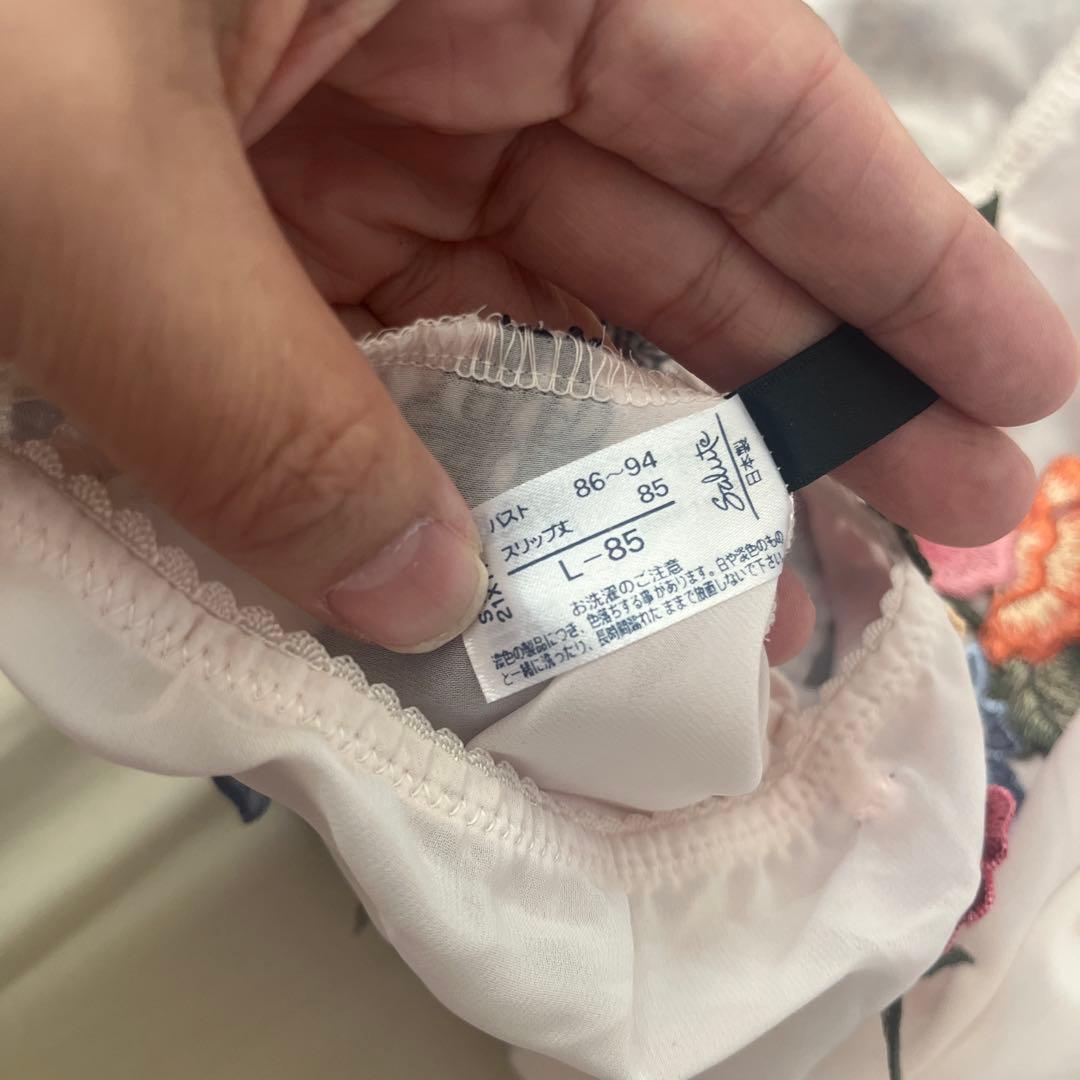 バスト 86～94
スリップ丈 85
L-85
Salute
日本製
21X1
お洗濯のご注意
濃色の製品につき、色落ちする事があります。白や淡色のもの
と一緒に洗ったり、長時間濡れたままで放置しないで下さい